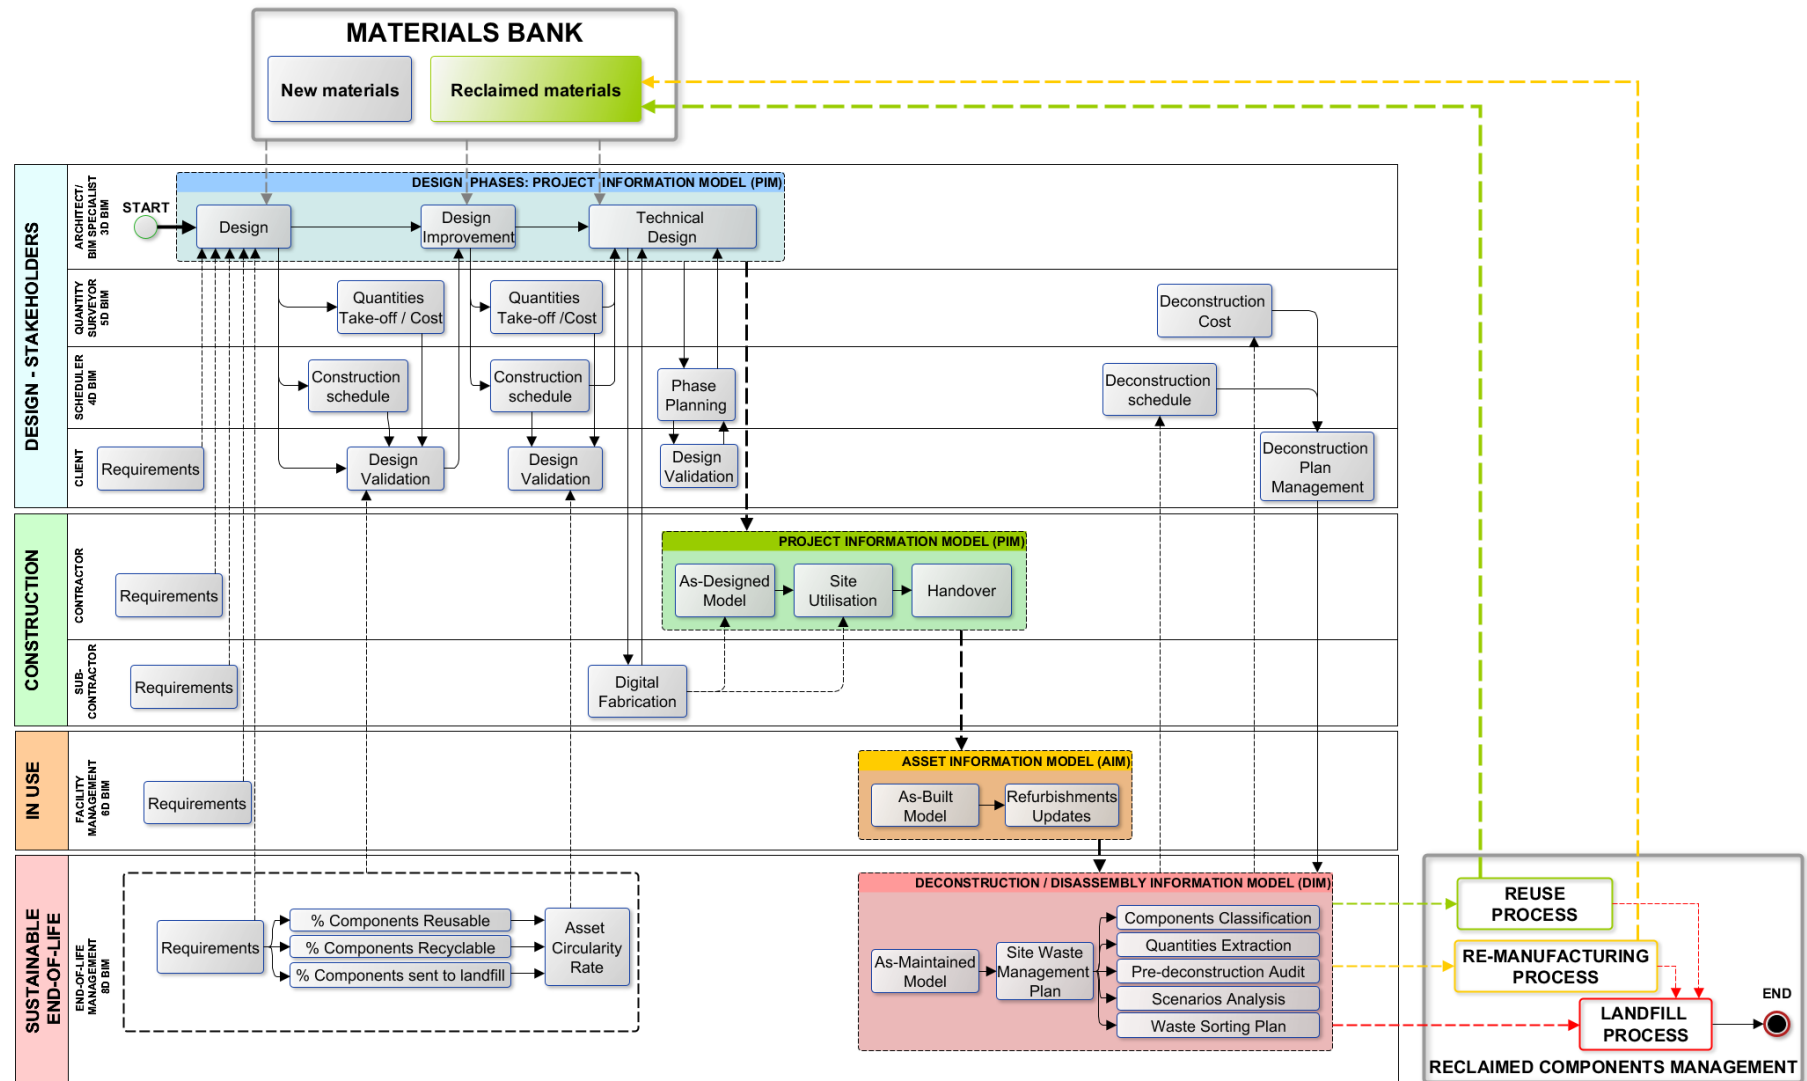 MATERIALS BANK
New materials
Reclaimed materials
DESIGN - STAKEHOLDERS
ARCHITECT/
BIM SPECIALIST
3D BIM
START
DESIGN PHASES: PROJECT INFORMATION MODEL (PIM)
Design
Design
Improvement
Technical
Design
QUANTITY
SURVEYOR
5D BIM
Quantities
Take-off / Cost
Quantities
Take-off /Cost
Deconstruction
Cost
SCHEDULER
4D BIM
Construction
schedule
Construction
schedule
Phase
Planning
Deconstruction
schedule
CLIENT
Requirements
Design
Validation
Design
Validation
Design
Validation
Deconstruction
Plan
Management
CONSTRUCTION
CONTRACTOR
Requirements
PROJECT INFORMATION MODEL (PIM)
As-Designed
Model
Site
Utilisation
Handover
SUB-
CONTRACTOR
Requirements
Digital
Fabrication
IN USE
FACILITY
MANAGEMENT
6D BIM
Requirements
ASSET INFORMATION MODEL (AIM)
As-Built
Model
Refurbishments
Updates
SUSTAINABLE
END-OF-LIFE
END-OF-LIFE
MANAGEMENT
8D BIM
Requirements
% Components Reusable
% Components Recyclable
% Components sent to landfill
Asset
Circularity
Rate
DECONSTRUCTION / DISASSEMBLY INFORMATION MODEL (DIM)
As-Maintained
Model
Site Waste
Management
Plan
Components Classification
Quantities Extraction
Pre-deconstruction Audit
Scenarios Analysis
Waste Sorting Plan
REUSE
PROCESS
RE-MANUFACTURING
PROCESS
LANDFILL
PROCESS
END
RECLAIMED COMPONENTS MANAGEMENT